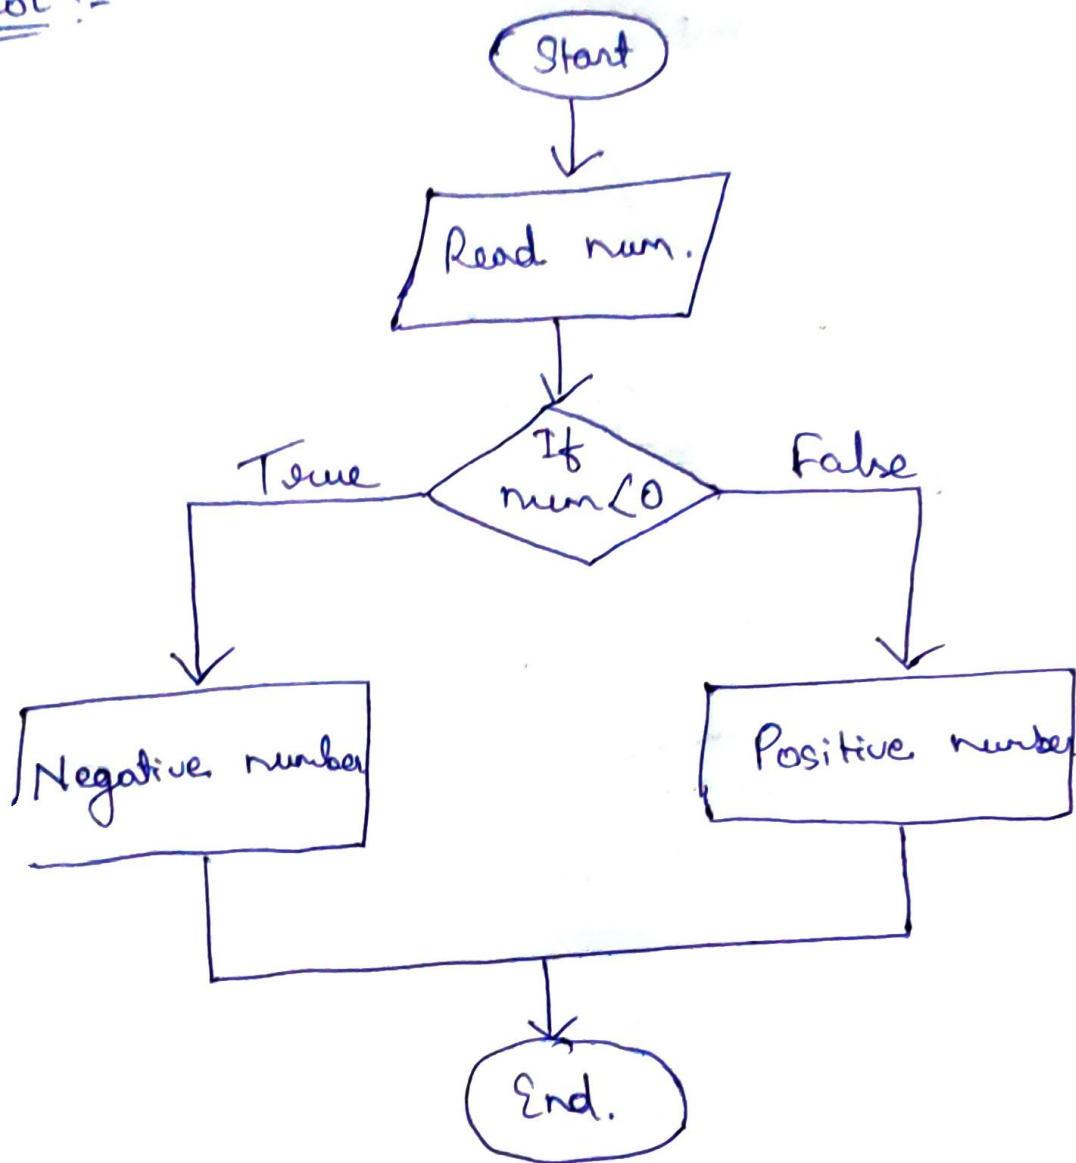 Start
Read num.
If
num<0
True
False
Negative number
Positive number
End.